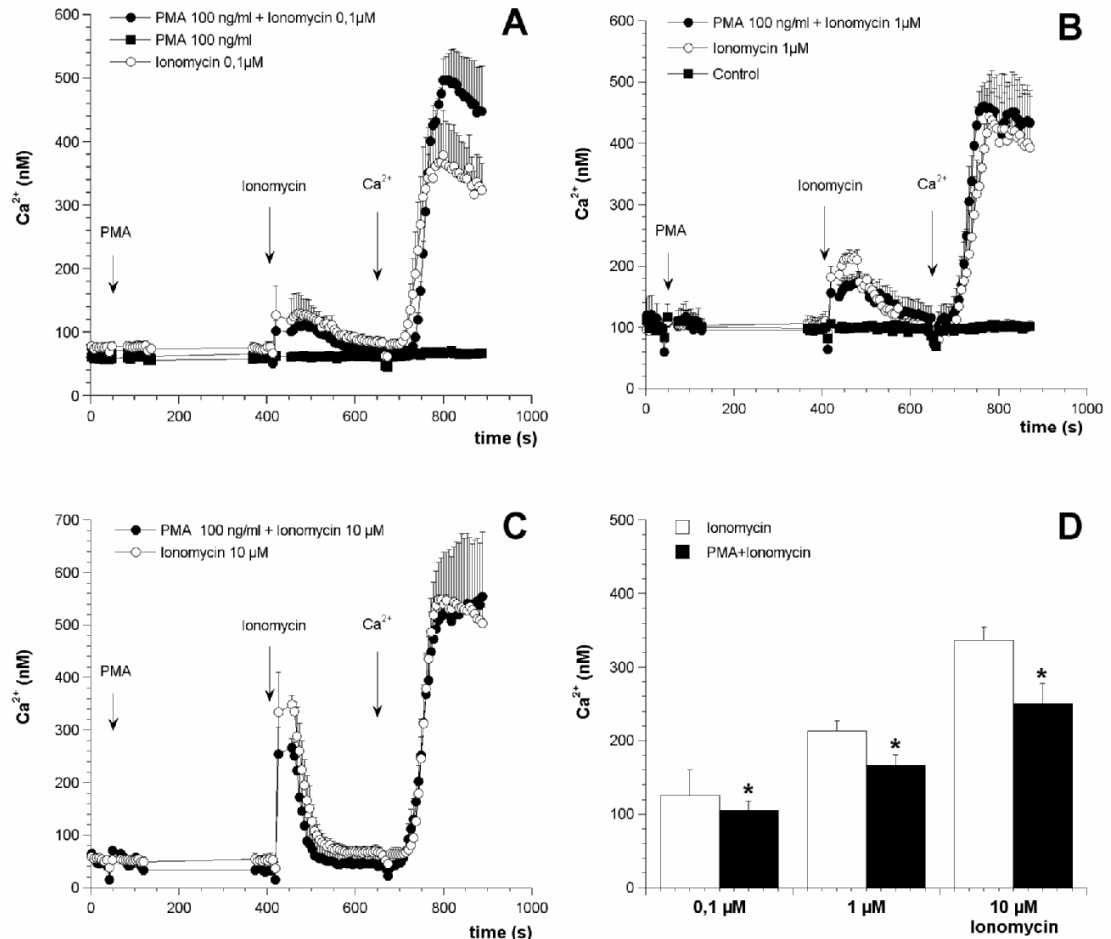 A
PMA 100 ng/ml + Ionomycin 0,1µM
PMA 100 ng/ml
Ionomycin 0,1µM
600
500
400
300
200
100
0
Ca²⁺ (nM)
PMA
Ionomycin
Ca²⁺
0 200 400 600 800 1000
time (s)
B
PMA 100 ng/ml + Ionomycin 1µM
Ionomycin 1µM
Control
600
500
400
300
200
100
0
Ca²⁺ (nM)
PMA
Ionomycin
Ca²⁺
0 200 400 600 800 1000
time (s)
C
PMA 100 ng/ml + Ionomycin 10 µM
Ionomycin 10 µM
700
600
500
400
300
200
100
0
Ca²⁺ (nM)
PMA
Ionomycin
Ca²⁺
0 200 400 600 800 1000
time (s)
D
Ionomycin
PMA+Ionomycin
500
400
300
200
100
0
Ca²⁺ (nM)
* * *
0,1 µM 1 µM 10 µM
Ionomycin